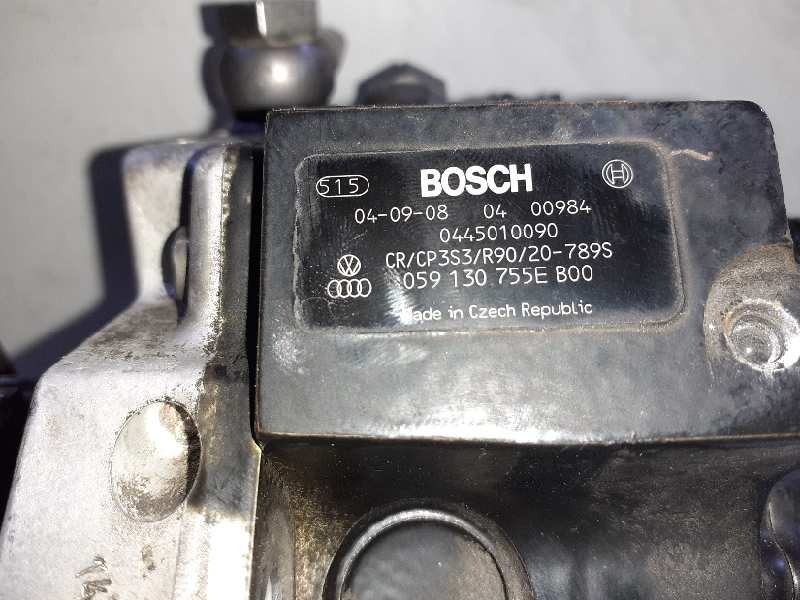 515 BOSCH
04-09-08 04 00984
0445010090
CR/CP3S3/R90/20-789S
059 130 755E B00
Made in Czech Republic